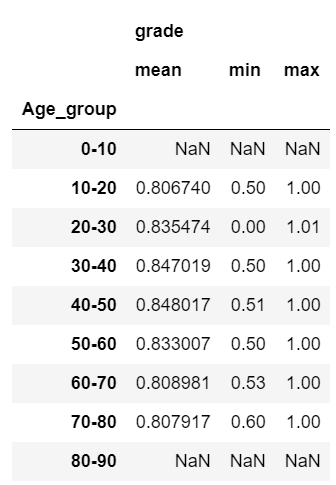 grade
mean min max
Age_group
0-10 NaN NaN NaN
10-20 0.806740 0.50 1.00
20-30 0.835474 0.00 1.01
30-40 0.847019 0.50 1.00
40-50 0.848017 0.51 1.00
50-60 0.833007 0.50 1.00
60-70 0.808981 0.53 1.00
70-80 0.807917 0.60 1.00
80-90 NaN NaN NaN